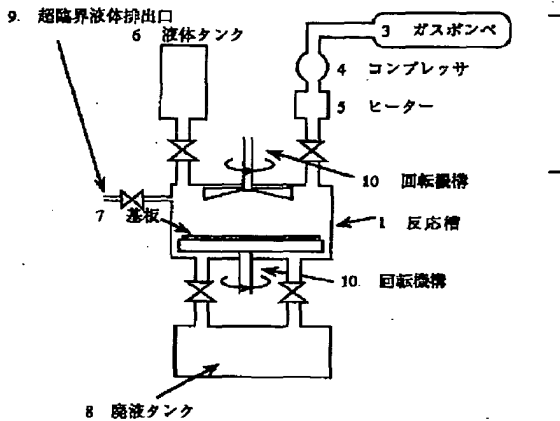 9. 超臨界液体排出口
6 液体タンク
3 ガスボンベ
4 コンプレッサ
5 ヒーター
10 回転機構
7 基板
1 反応槽
10. 回転機構
8 廃液タンク